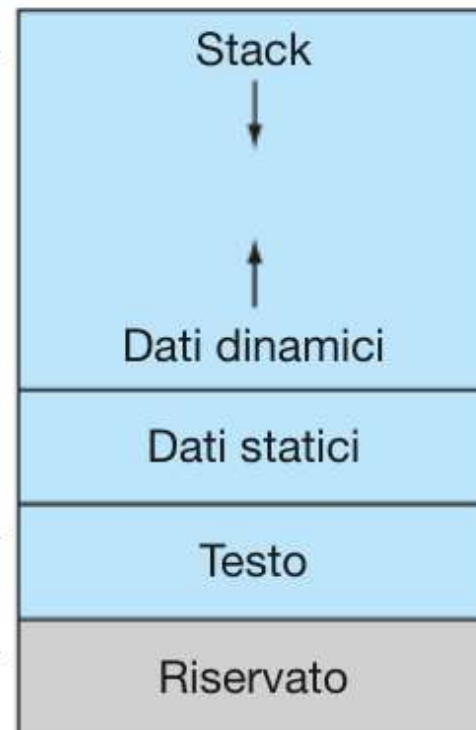 Stack
Dati dinamici
Dati statici
Testo
Riservato